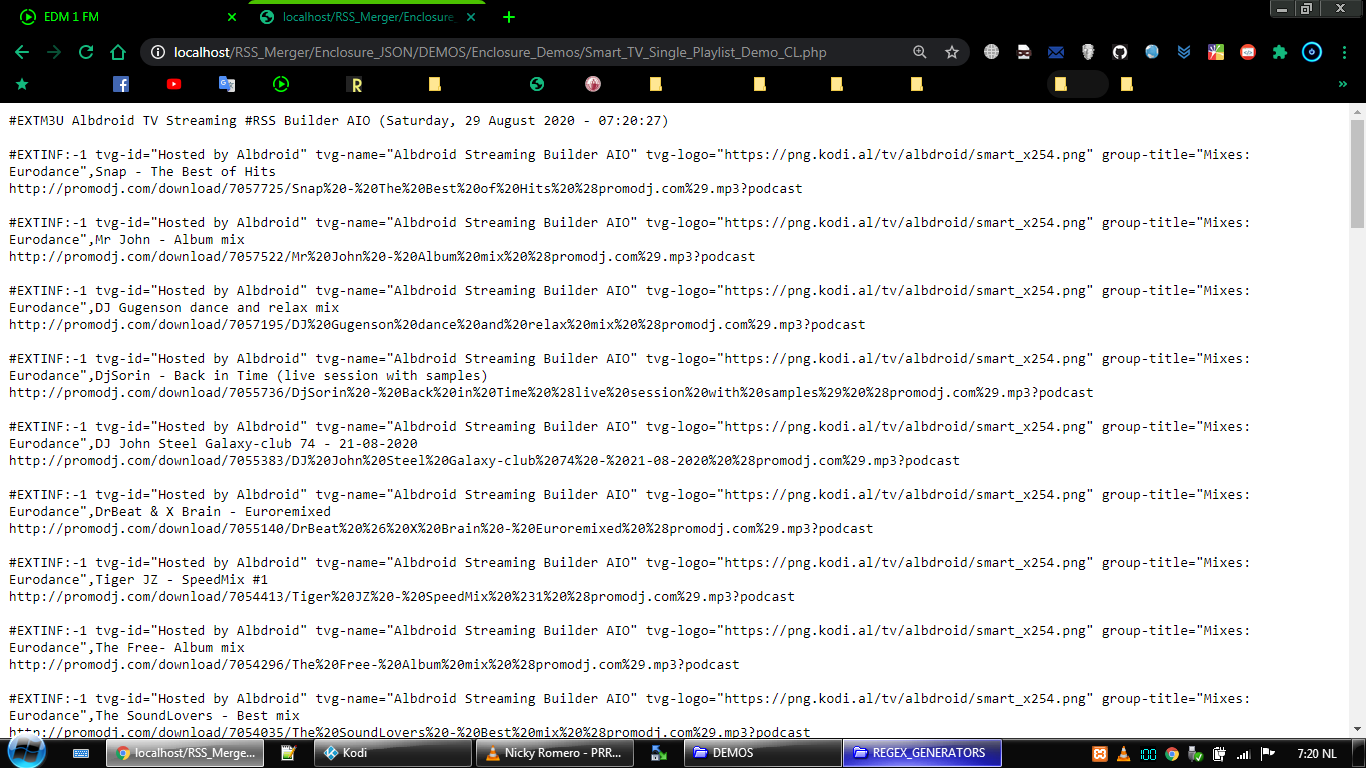 EDM 1 FM
localhost/RSS_Merger/Enclosure
localhost/RSS_Merger/Enclosure_JSON/DEMOS/Enclosure_Demos/Smart_TV_Single_Playlist_Demo_CL.php
#EXTM3U Albdroid TV Streaming #RSS Builder AIO (Saturday, 29 August 2020 - 07:20:27)
#EXTINF:-1 tvg-id="Hosted by Albdroid" tvg-name="Albdroid Streaming Builder AIO" tvg-logo="https://png.kodi.al/tv/albdroid/smart_x254.png" group-title="Mixes:
Eurodance",Snap - The Best of Hits
http://promodj.com/download/7057725/Snap%20-%20The%20Best%20of%20Hits%20%28promodj.com%29.mp3?podcast
#EXTINF:-1 tvg-id="Hosted by Albdroid" tvg-name="Albdroid Streaming Builder AIO" tvg-logo="https://png.kodi.al/tv/albdroid/smart_x254.png" group-title="Mixes:
Eurodance",Mr John - Album mix
http://promodj.com/download/7057522/Mr%20John%20-%20Album%20mix%20%28promodj.com%29.mp3?podcast
#EXTINF:-1 tvg-id="Hosted by Albdroid" tvg-name="Albdroid Streaming Builder AIO" tvg-logo="https://png.kodi.al/tv/albdroid/smart_x254.png" group-title="Mixes:
Eurodance",DJ Gugenson dance and relax mix
http://promodj.com/download/7057195/DJ%20Gugenson%20dance%20and%20relax%20mix%20%28promodj.com%29.mp3?podcast
#EXTINF:-1 tvg-id="Hosted by Albdroid" tvg-name="Albdroid Streaming Builder AIO" tvg-logo="https://png.kodi.al/tv/albdroid/smart_x254.png" group-title="Mixes:
Eurodance",DjSorin - Back in Time (live session with samples)
http://promodj.com/download/7055736/DjSorin%20-%20Back%20in%20Time%20%28live%20session%20with%20samples%29%20%28promodj.com%29.mp3?podcast
#EXTINF:-1 tvg-id="Hosted by Albdroid" tvg-name="Albdroid Streaming Builder AIO" tvg-logo="https://png.kodi.al/tv/albdroid/smart_x254.png" group-title="Mixes:
Eurodance",DJ John Steel Galaxy-club 74 - 21-08-2020
http://promodj.com/download/7055383/DJ%20John%20Steel%20Galaxy-club%2074%20-%2021-08-2020%20%28promodj.com%29.mp3?podcast
#EXTINF:-1 tvg-id="Hosted by Albdroid" tvg-name="Albdroid Streaming Builder AIO" tvg-logo="https://png.kodi.al/tv/albdroid/smart_x254.png" group-title="Mixes:
Eurodance",DrBeat & X Brain - Euroremixed
http://promodj.com/download/7055140/DrBeat%20%26%20X%20Brain%20-%20Euroremixed%20%28promodj.com%29.mp3?podcast
#EXTINF:-1 tvg-id="Hosted by Albdroid" tvg-name="Albdroid Streaming Builder AIO" tvg-logo="https://png.kodi.al/tv/albdroid/smart_x254.png" group-title="Mixes:
Eurodance",Tiger JZ - SpeedMix #1
http://promodj.com/download/7054413/Tiger%20JZ%20-%20SpeedMix%20%231%20%28promodj.com%29.mp3?podcast
#EXTINF:-1 tvg-id="Hosted by Albdroid" tvg-name="Albdroid Streaming Builder AIO" tvg-logo="https://png.kodi.al/tv/albdroid/smart_x254.png" group-title="Mixes:
Eurodance",The Free- Album mix
http://promodj.com/download/7054296/The%20Free-%20Album%20mix%20%28promodj.com%29.mp3?podcast
#EXTINF:-1 tvg-id="Hosted by Albdroid" tvg-name="Albdroid Streaming Builder AIO" tvg-logo="https://png.kodi.al/tv/albdroid/smart_x254.png" group-title="Mixes:
Eurodance",The SoundLovers - Best mix
http://promodj.com/download/7054035/The%20SoundLovers%20-%20Best%20mix%20%28promodj.com%29.mp3?podcast
localhost/RSS_Merge... Kodi Nicky Romero - PRR... DEMOS REGEX_GENERATORS 7:20 NL